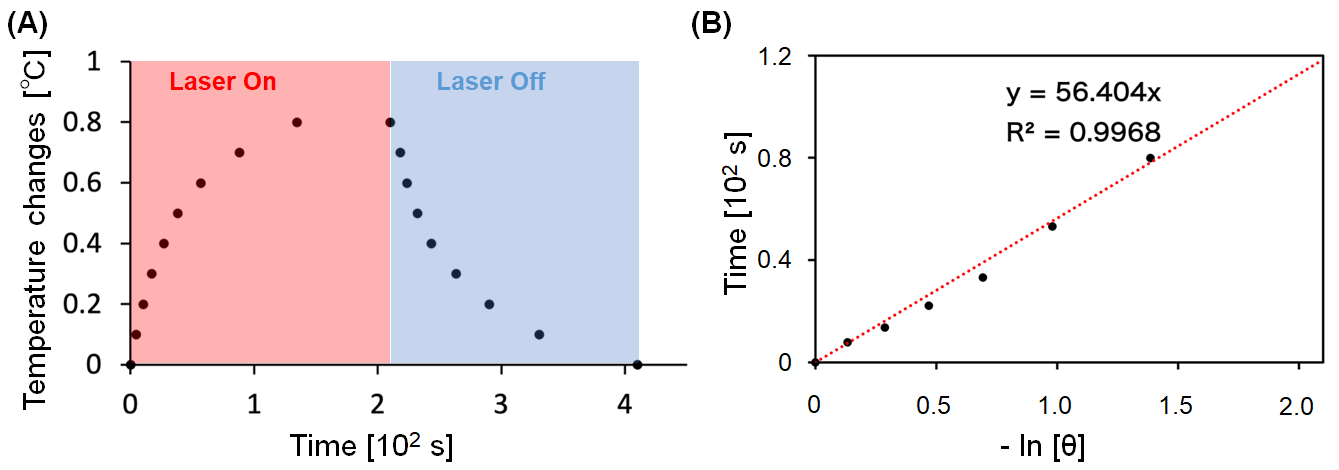 (A)
Temperature changes [℃]
1
0.8
0.6
0.4
0.2
0
Laser On
Laser Off
0
1
2
3
4
Time [10² s]
(B)
Time [10² s]
1.2
0.8
0.4
0
y = 56.404x
R² = 0.9968
0
0.5
1.0
1.5
2.0
- ln [θ]